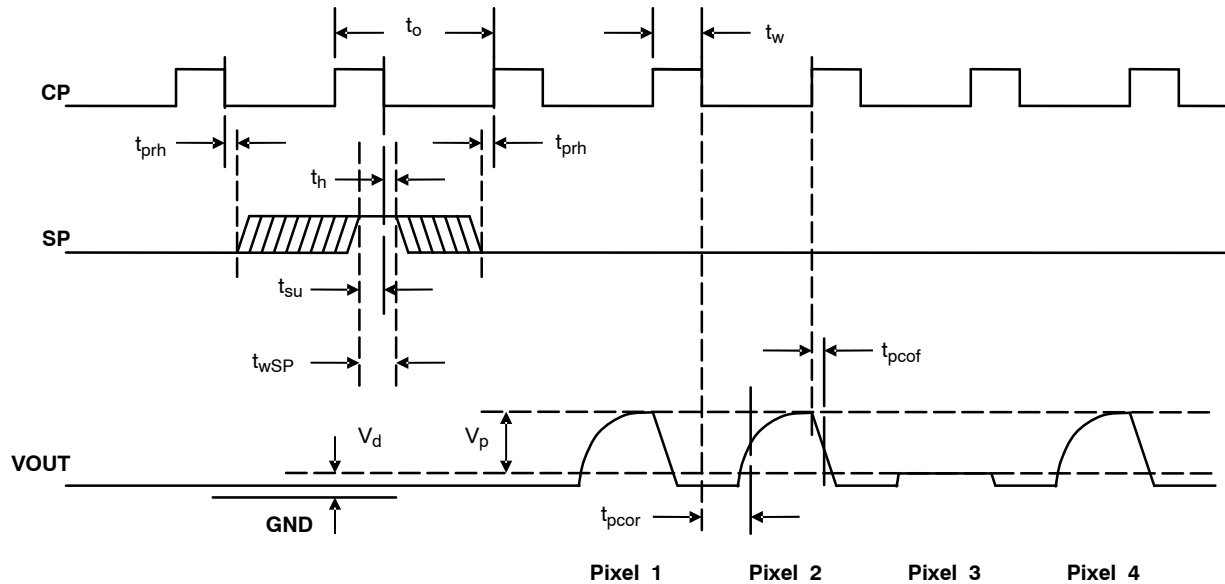 t_o
t_w
CP
t_prh
t_prh
t_h
SP
t_su
t_wSP
t_pcof
V_d
V_p
VOUT
GND
t_pcor
Pixel 1 Pixel 2 Pixel 3 Pixel 4